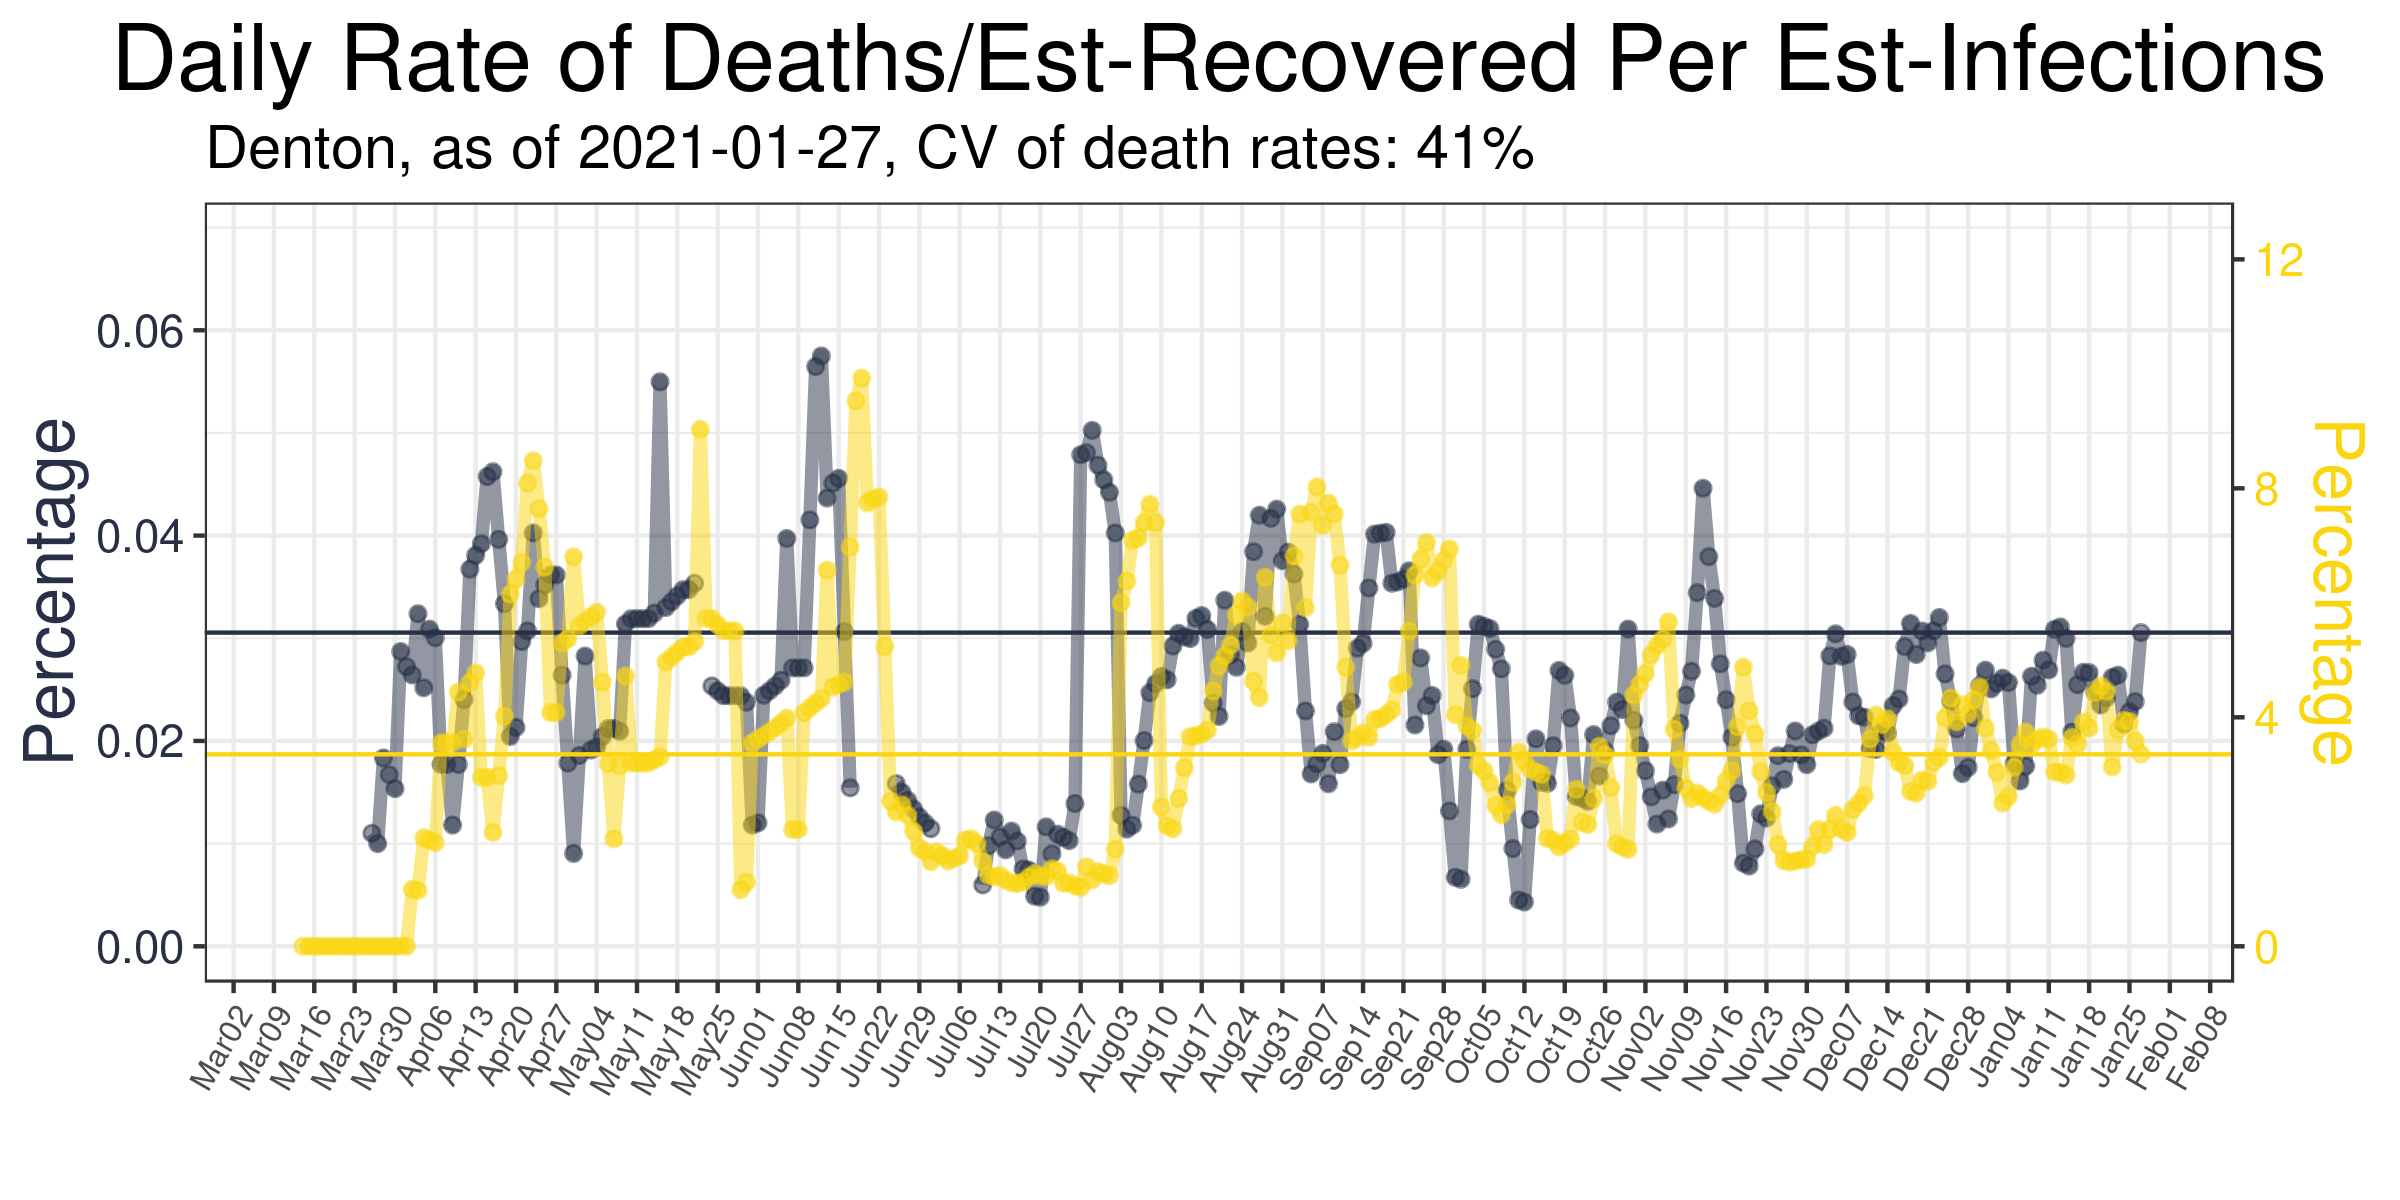 Daily Rate of Deaths/Est-Recovered Per Est-Infections
Denton, as of 2021-01-27, CV of death rates: 41%
Percentage
0.06
0.04
0.02
0.00
12
8
4
0
Percentage
Mar02
Mar09
Mar16
Mar23
Mar30
Apr06
Apr13
Apr20
Apr27
May04
May11
May18
May25
Jun01
Jun08
Jun15
Jun22
Jun29
Jul06
Jul13
Jul20
Jul27
Aug03
Aug10
Aug17
Aug24
Aug31
Sep07
Sep14
Sep21
Sep28
Oct05
Oct12
Oct19
Oct26
Nov02
Nov09
Nov16
Nov23
Nov30
Dec07
Dec14
Dec21
Dec28
Jan04
Jan11
Jan18
Jan25
Feb01
Feb08